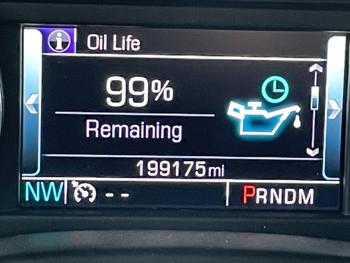 Oil Life
99%
Remaining
199175mi
NW -- PRNDM